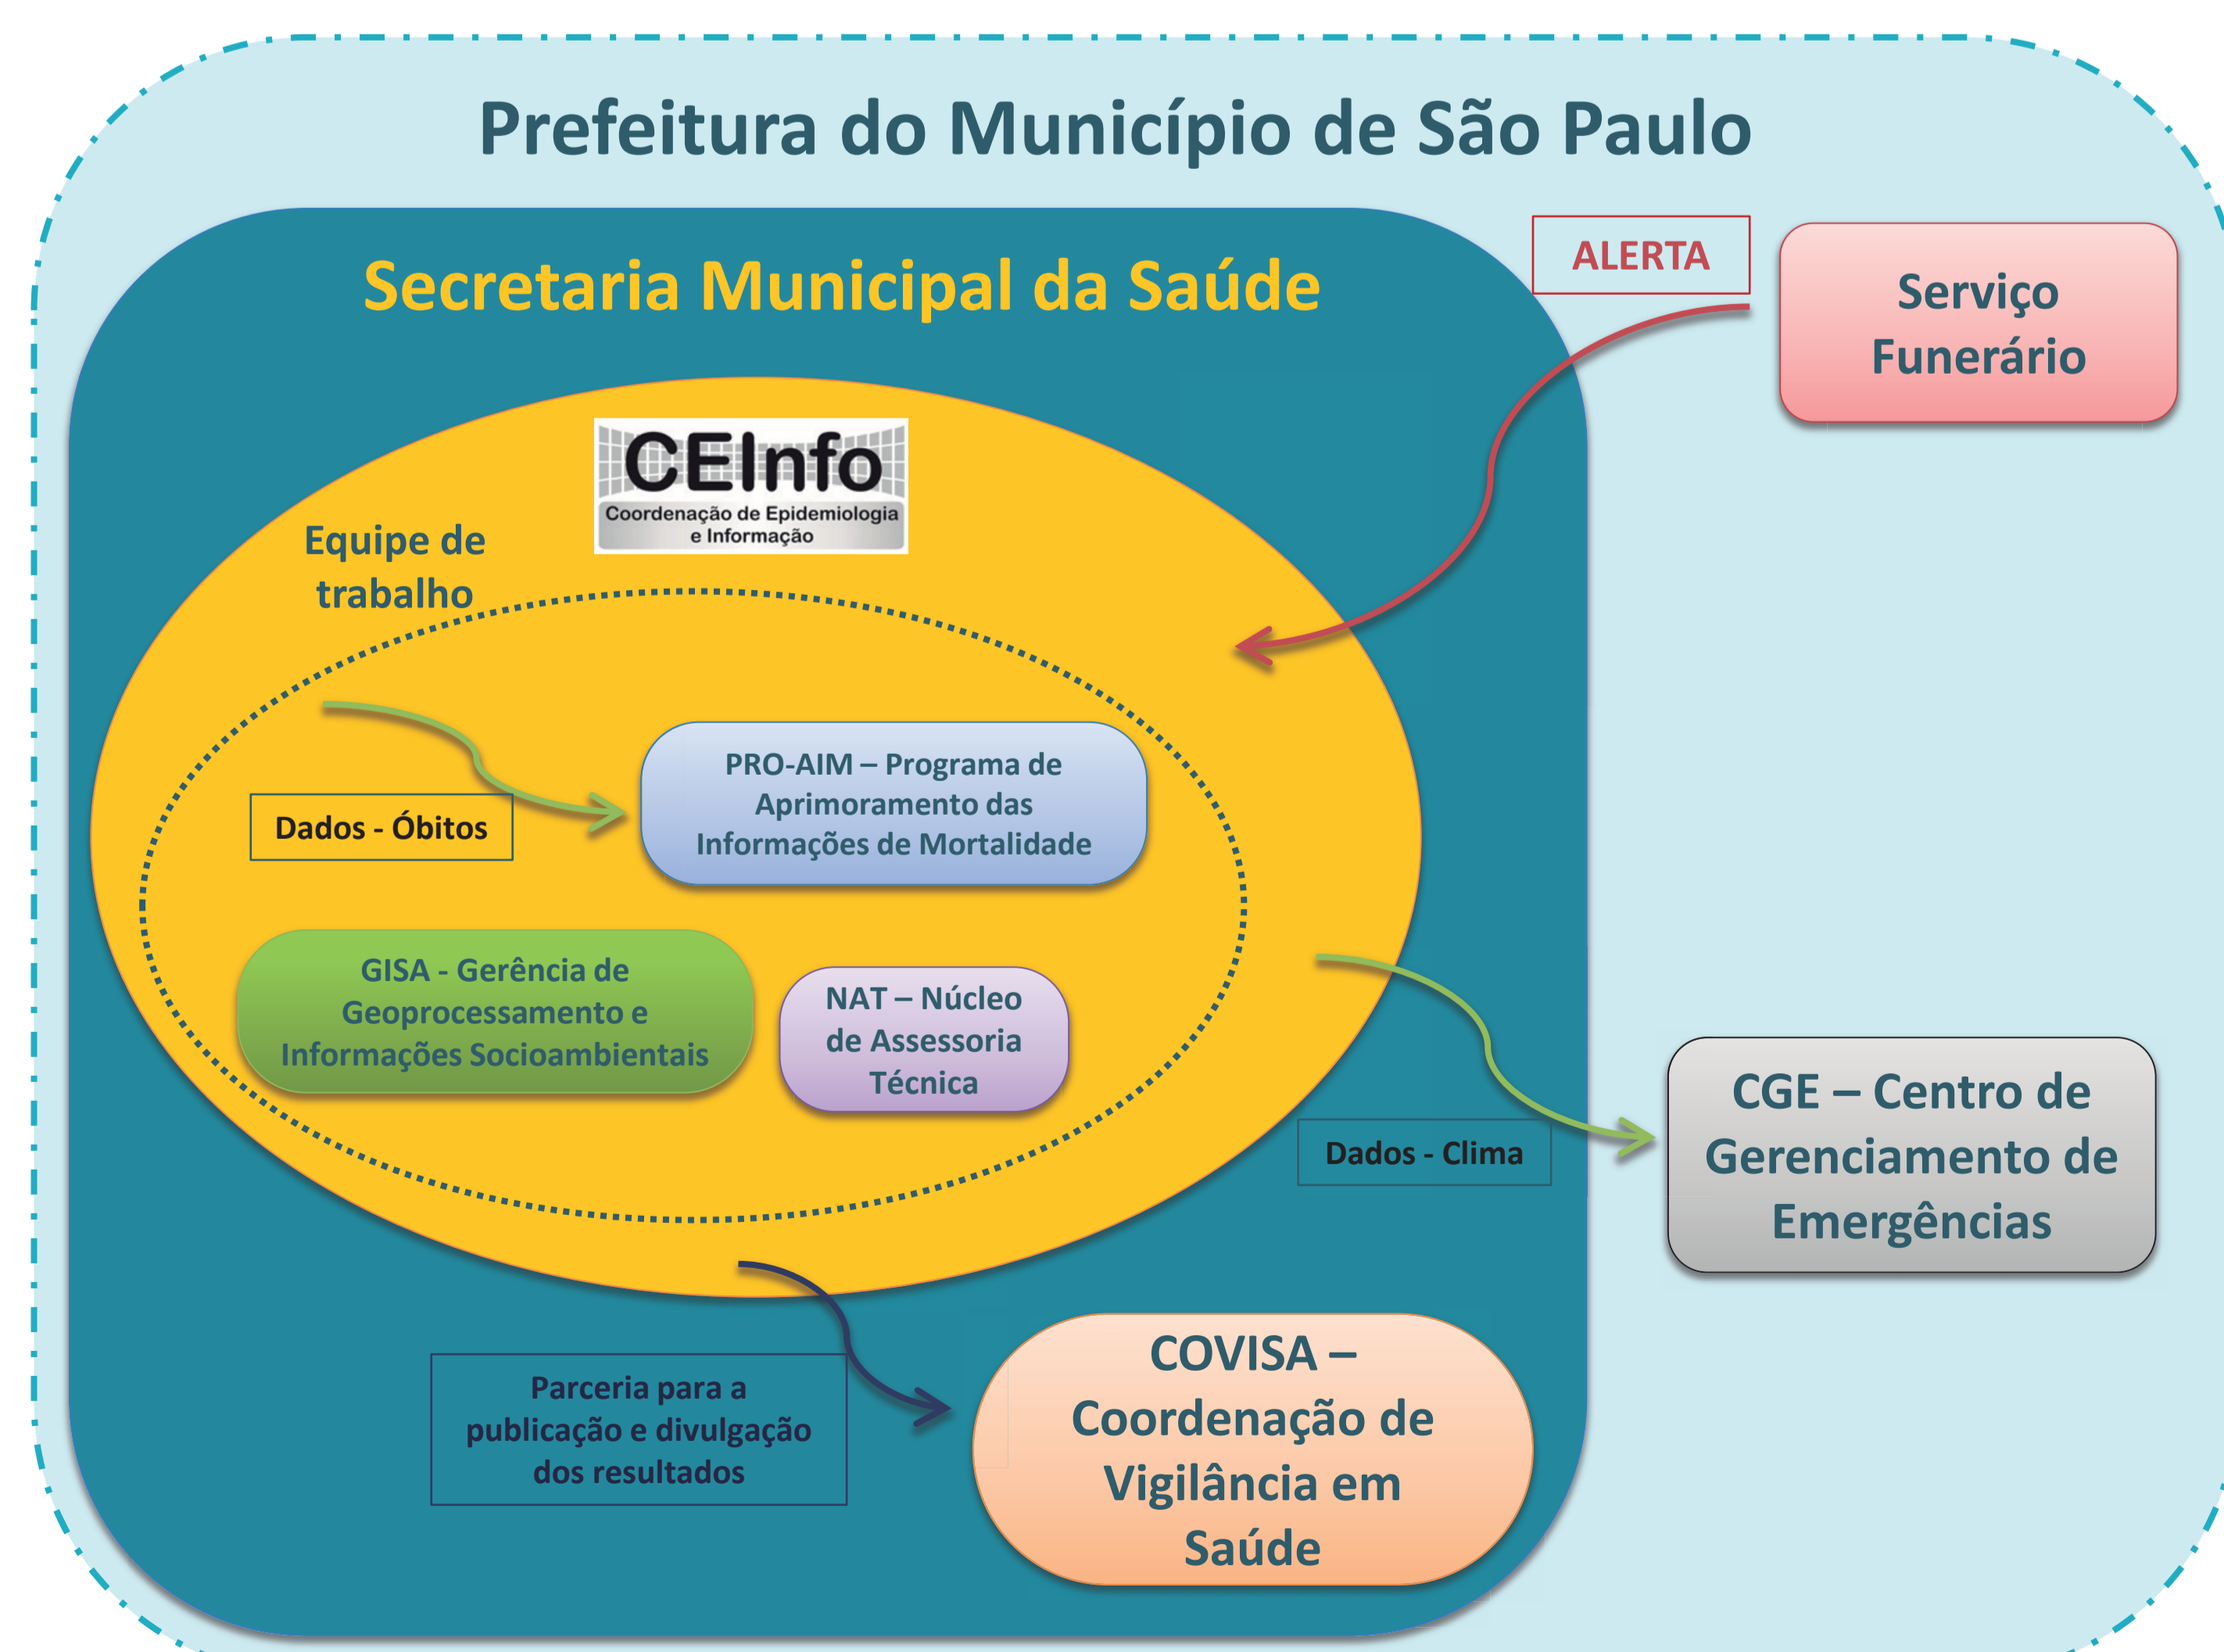 Prefeitura do Município de São Paulo
Secretaria Municipal da Saúde
ALERTA
Serviço
Funerário
CEInfo
Coordenação de Epidemiologia
e Informação
Equipe de
trabalho
PRO-AIM – Programa de
Aprimoramento das
Informações de Mortalidade
Dados - Óbitos
GISA - Gerência de
Geoprocessamento e
Informações Socioambientais
NAT – Núcleo
de Assessoria
Técnica
Dados - Clima
CGE – Centro de
Gerenciamento de
Emergências
Parceria para a
publicação e divulgação
dos resultados
COVISA –
Coordenação de
Vigilância em
Saúde